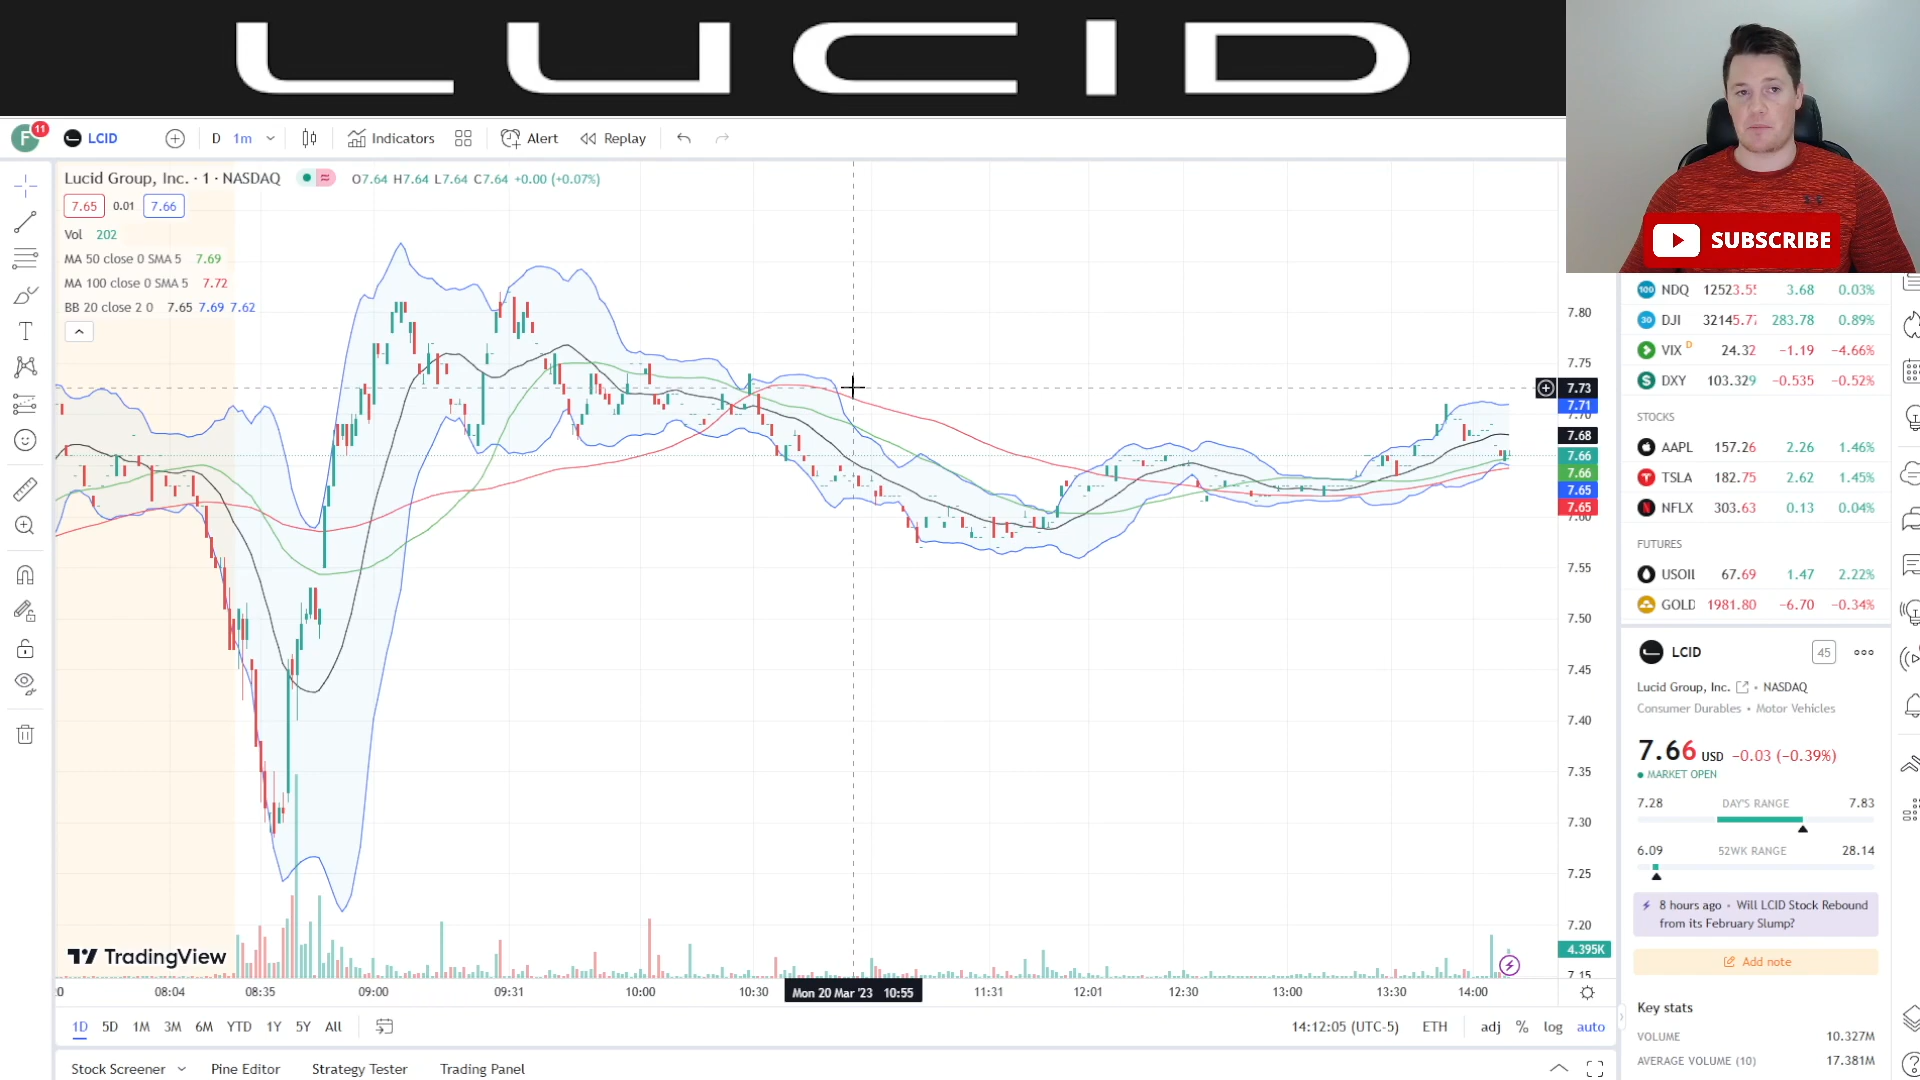 LUCID
F 11 LCID D 1m Indicators Alert Replay
Lucid Group, Inc. · 1 · NASDAQ O7.64 H7.64 L7.64 C7.64 +0.00 (+0.07%)
7.65 0.01 7.66
Vol 202
MA 50 close 0 SMA 5 7.69
MA 100 close 0 SMA 5 7.72
BB 20 close 2 0 7.65 7.69 7.62
7.80
7.75
7.73
7.71
7.70
7.68
7.66
7.66
7.65
7.65
7.60
7.55
7.50
7.45
7.40
7.35
7.30
7.25
7.20
4.395K
7.15
TradingView
08:04 08:35 09:00 09:31 10:00 10:30 Mon 20 Mar '23 10:55 11:31 12:01 12:30 13:00 13:30 14:00
1D 5D 1M 3M 6M YTD 1Y 5Y All 14:12:05 (UTC-5) ETH adj % log auto
Stock Screener Pine Editor Strategy Tester Trading Panel
SUBSCRIBE
100 NDQ 12523.55 3.68 0.03%
30 DJI 32145.77 283.78 0.89%
VIX D 24.32 −1.19 −4.66%
DXY 103.329 −0.535 −0.52%
STOCKS
AAPL 157.26 2.26 1.46%
TSLA 182.75 2.62 1.45%
NFLX 303.63 0.13 0.04%
FUTURES
USOIL 67.69 1.47 2.22%
GOLD 1981.80 −6.70 −0.34%
LCID 45
Lucid Group, Inc. • NASDAQ
Consumer Durables • Motor Vehicles
7.66 USD −0.03 (−0.39%)
MARKET OPEN
7.28 DAY'S RANGE 7.83
6.09 52WK RANGE 28.14
8 hours ago • Will LCID Stock Rebound
from its February Slump?
Add note
Key stats
VOLUME 10.327M
AVERAGE VOLUME (10) 17.381M